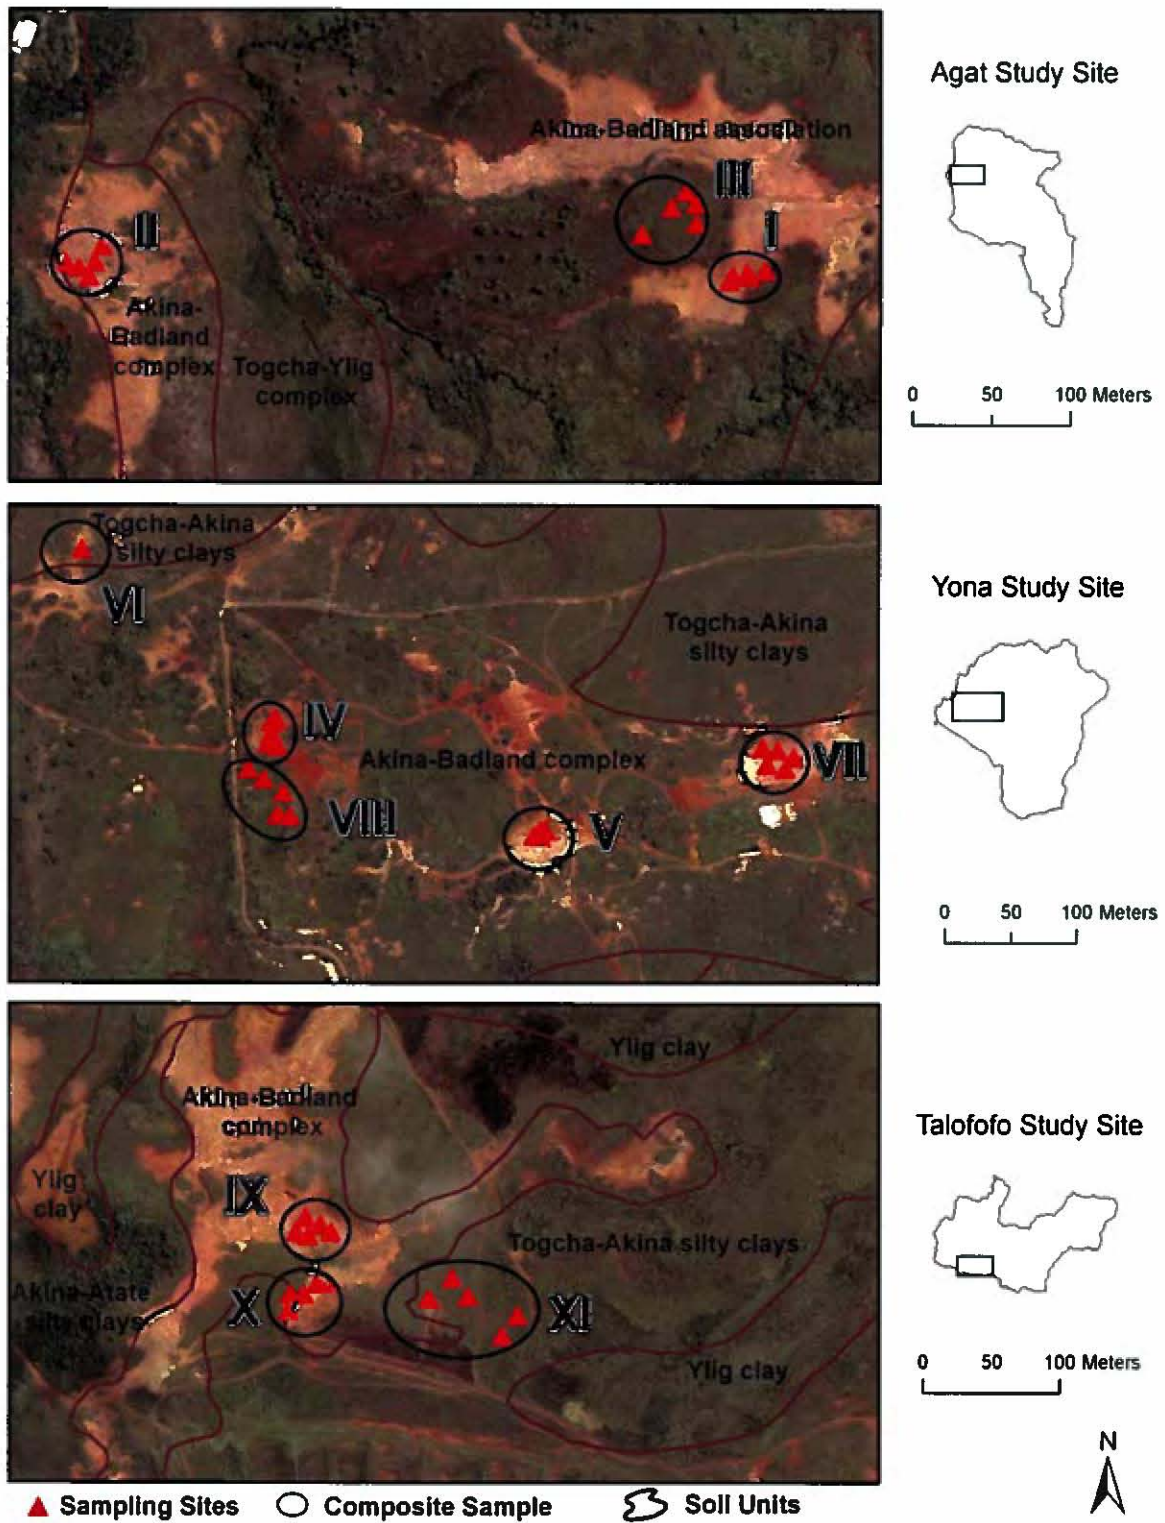 Agat Study Site
Akina-Badland association
III
I
II
Akina-
Badland
complex
Togcha-Ylig
complex
0 50 100 Meters
Togcha-Akina
silty clays
VI
Yona Study Site
Togcha-Akina
silty clays
IV
Akina-Badland complex
VII
VIII
V
0 50 100 Meters
Ylig clay
Akina-Badland
complex
Talofofo Study Site
Ylig
clay
IX
Togcha-Akina silty clays
Akina-Atate
silty clays
X
XI
Ylig clay
0 50 100 Meters
N
Sampling Sites
Composite Sample
Soil Units